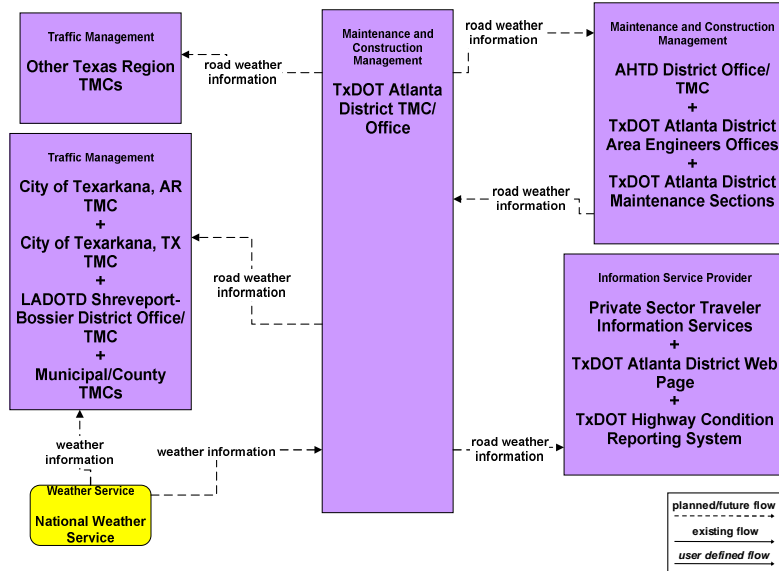 Traffic Management
Other Texas Region
TMCs
road weather
information
Maintenance and
Construction
Management
TxDOT Atlanta
District TMC/
Office
road weather
information
Maintenance and Construction
Management
AHTD District Office/
TMC
+
TxDOT Atlanta District
Area Engineers Offices
+
TxDOT Atlanta District
Maintenance Sections
road weather
information
Traffic Management
City of Texarkana, AR
TMC
+
City of Texarkana, TX
TMC
+
LADOTD Shreveport-
Bossier District Office/
TMC
+
Municipal/County
TMCs
road weather
information
Information Service Provider
Private Sector Traveler
Information Services
+
TxDOT Atlanta District Web
Page
+
TxDOT Highway Condition
Reporting System
road weather
information
weather
information
weather information
Weather Service
National Weather
Service
planned/future flow
existing flow
user defined flow